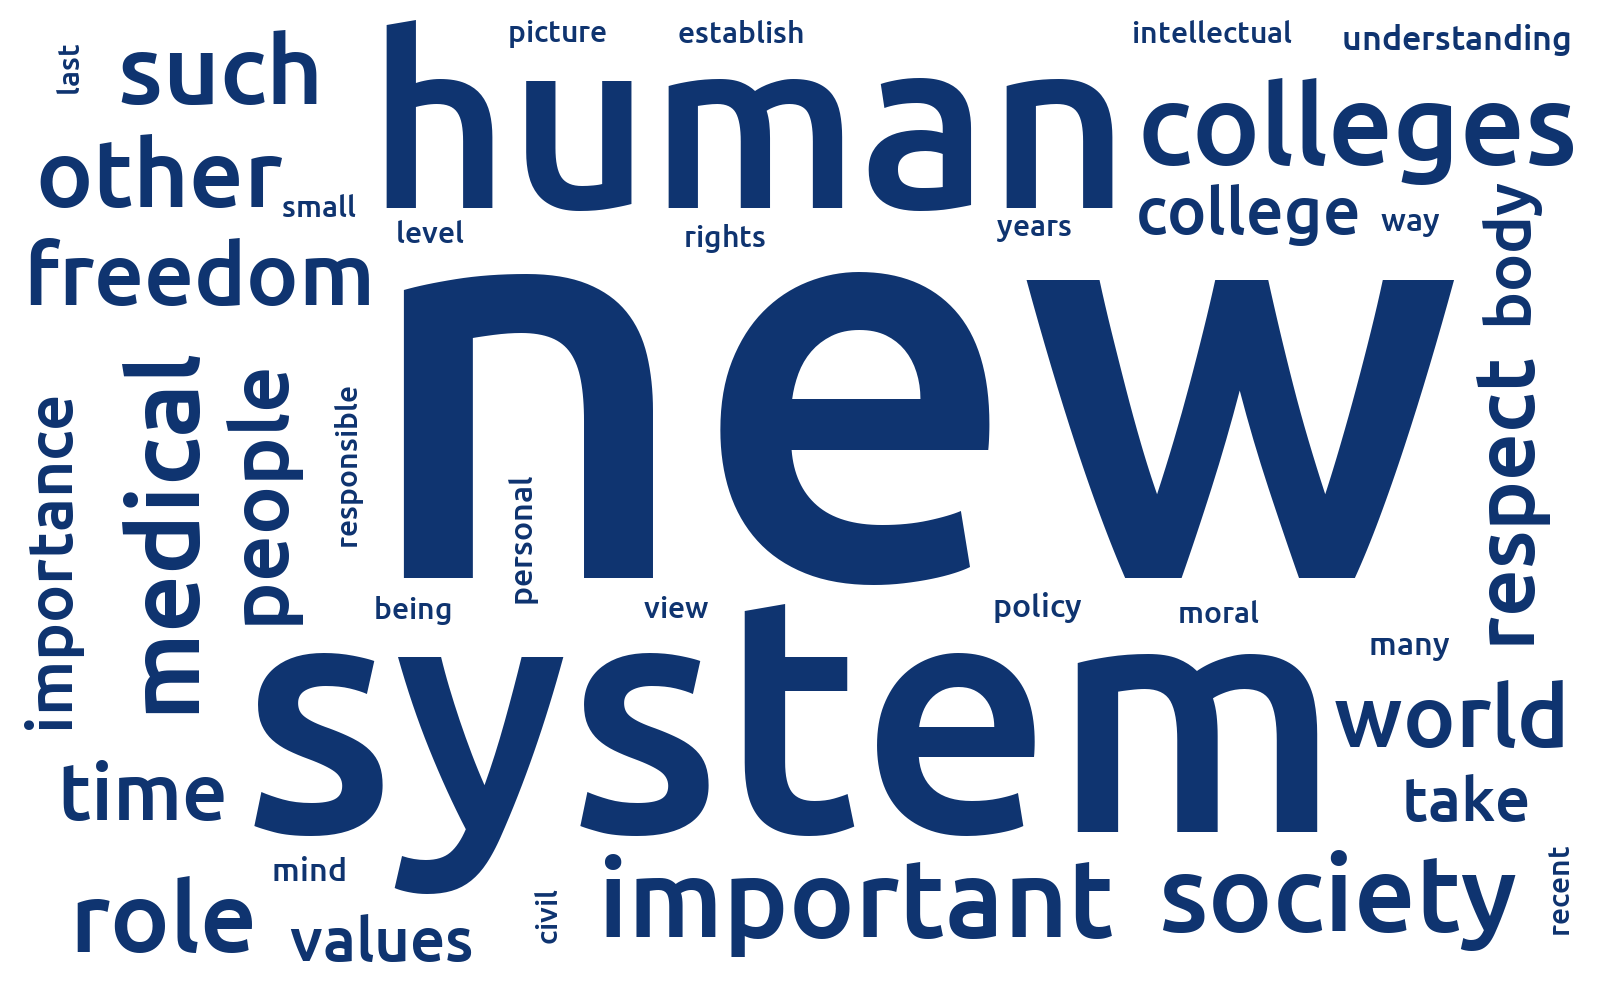 picture
establish
intellectual
understanding
last
such
human
colleges
other
small
college
way
body
level
rights
years
freedom
new
medical
people
importance
responsible
personal
respect
being
view
policy
moral
many
system
world
time
take
mind
role
values
civil
important
society
recent